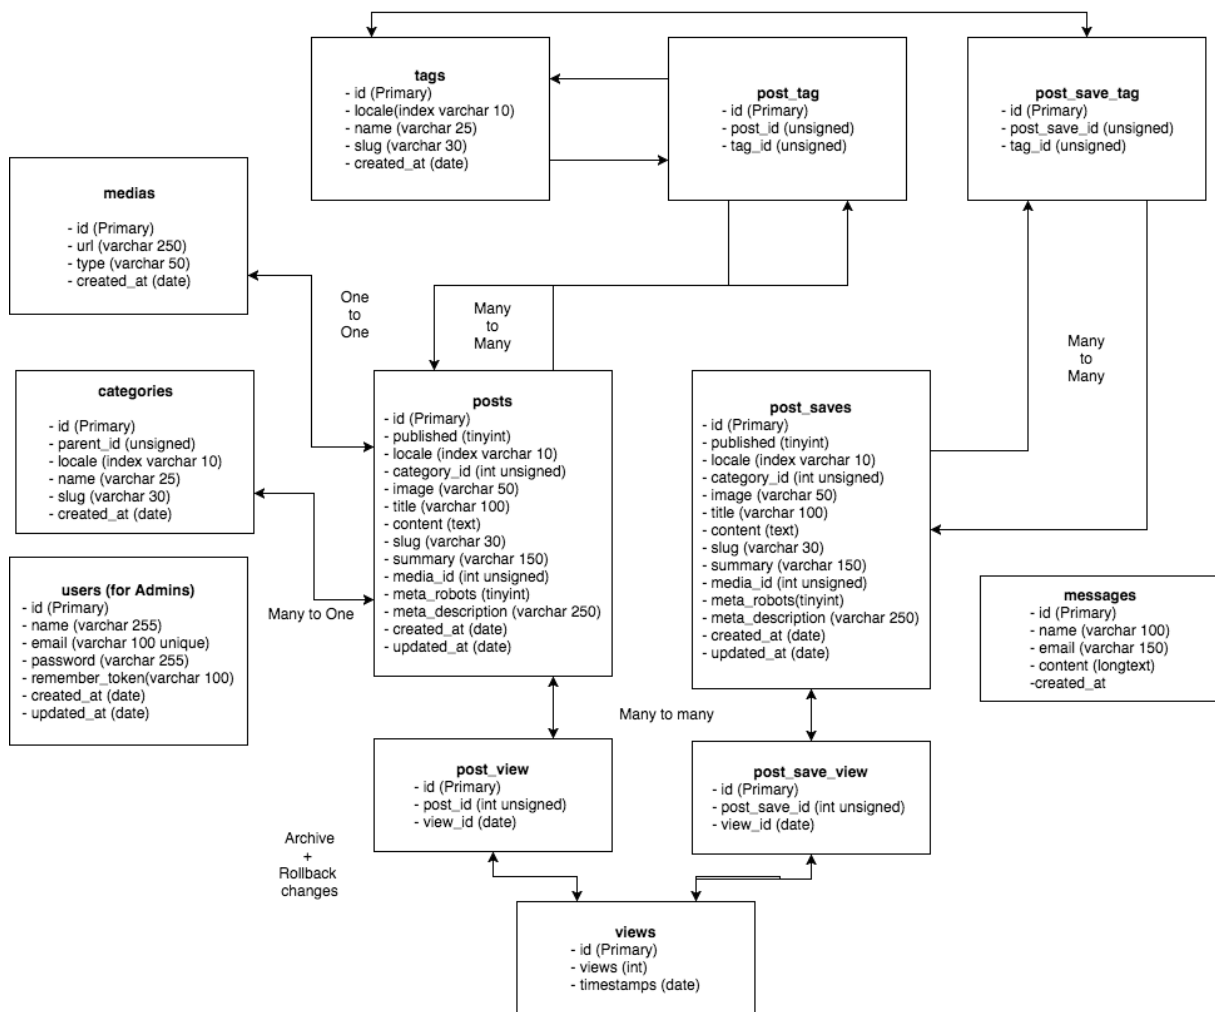 tags
- id (Primary)
- locale(index varchar 10)
- name (varchar 25)
- slug (varchar 30)
- created_at (date)
post_tag
- id (Primary)
- post_id (unsigned)
- tag_id (unsigned)
post_save_tag
- id (Primary)
- post_save_id (unsigned)
- tag_id (unsigned)
medias
- id (Primary)
- url (varchar 250)
- type (varchar 50)
- created_at (date)
One
to
One
Many
to
Many
Many
to
Many
categories
- id (Primary)
- parent_id (unsigned)
- locale (index varchar 10)
- name (varchar 25)
- slug (varchar 30)
- created_at (date)
posts
- id (Primary)
- published (tinyint)
- locale (index varchar 10)
- category_id (int unsigned)
- image (varchar 50)
- title (varchar 100)
- content (text)
- slug (varchar 30)
- summary (varchar 150)
- media_id (int unsigned)
- meta_robots (tinyint)
- meta_description (varchar 250)
- created_at (date)
- updated_at (date)
post_saves
- id (Primary)
- published (tinyint)
- locale (index varchar 10)
- category_id (int unsigned)
- image (varchar 50)
- title (varchar 100)
- content (text)
- slug (varchar 30)
- summary (varchar 150)
- media_id (int unsigned)
- meta_robots(tinyint)
- meta_description (varchar 250)
- created_at (date)
- updated_at (date)
users (for Admins)
- id (Primary)
- name (varchar 255)
- email (varchar 100 unique)
- password (varchar 255)
- remember_token(varchar 100)
- created_at (date)
- updated_at (date)
Many to One
messages
- id (Primary)
- name (varchar 100)
- email (varchar 150)
- content (longtext)
-created_at
Many to many
post_view
- id (Primary)
- post_id (int unsigned)
- view_id (date)
post_save_view
- id (Primary)
- post_save_id (int unsigned)
- view_id (date)
Archive
+
Rollback
changes
views
- id (Primary)
- views (int)
- timestamps (date)